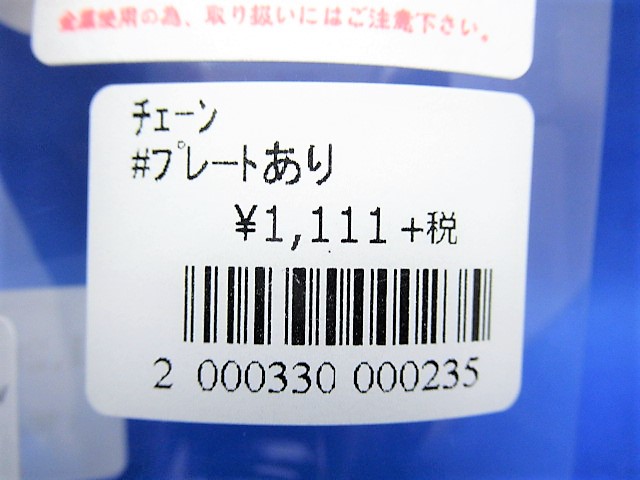 金属使用の為、取り扱いにはご注意下さい。
チェーン
#プレートあり
¥1,111+税
2 000330 000235